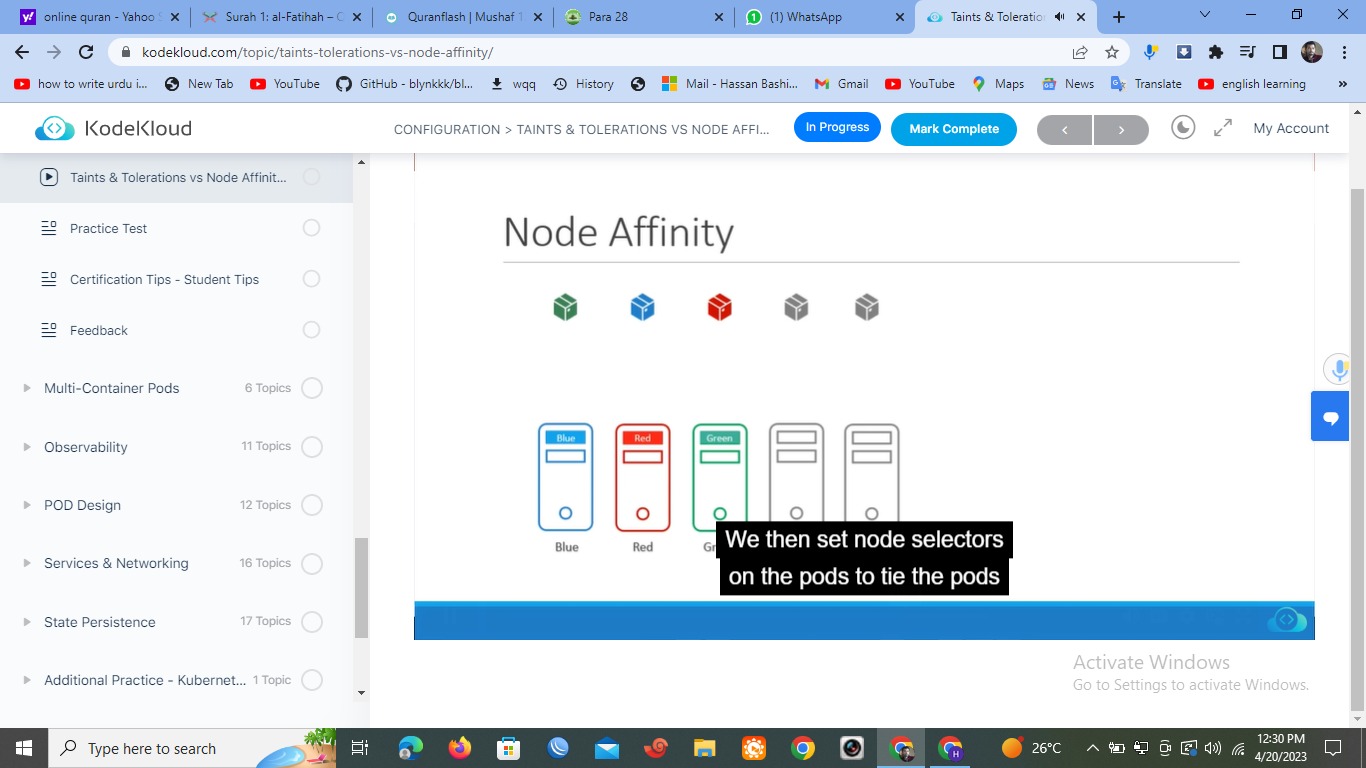 online quran - Yahoo S
Surah 1: al-Fatihah – C
Quranflash | Mushaf 1
Para 28
(1) WhatsApp
Taints & Toleration
kodekloud.com/topic/taints-tolerations-vs-node-affinity/
how to write urdu i...
New Tab
YouTube
GitHub - blynkkk/bl...
wqq
History
Mail - Hassan Bashi...
Gmail
YouTube
Maps
News
Translate
english learning
»
KodeKloud
CONFIGURATION > TAINTS & TOLERATIONS VS NODE AFFI...
In Progress
Mark Complete
My Account
Taints & Tolerations vs Node Affinit...
Practice Test
Certification Tips - Student Tips
Feedback
Multi-Container Pods 6 Topics
Observability 11 Topics
POD Design 12 Topics
Services & Networking 16 Topics
State Persistence 17 Topics
Additional Practice - Kubernet... 1 Topic
Node Affinity
Blue Red Green
Blue Red Gr
We then set node selectors
on the pods to tie the pods
Activate Windows
Go to Settings to activate Windows.
Type here to search
26°C
12:30 PM
4/20/2023